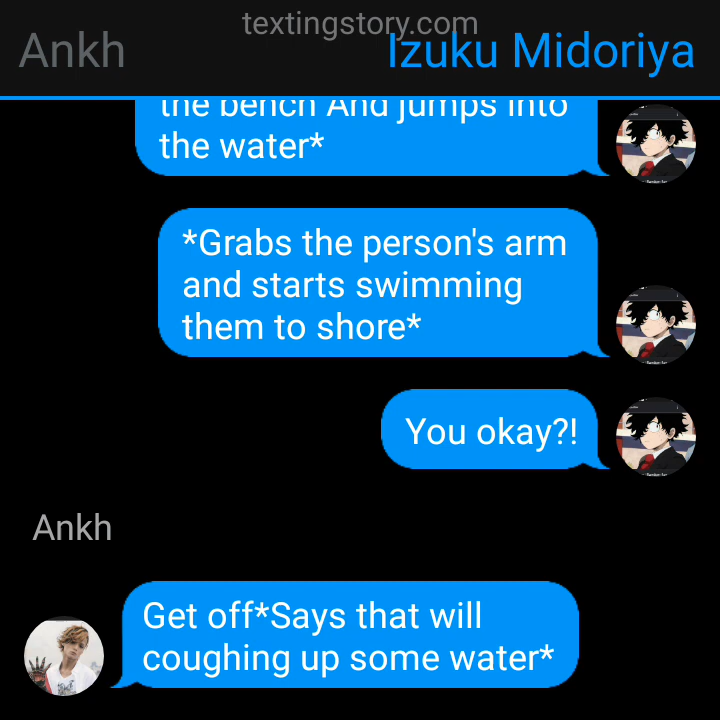 textingstory.com
Ankh
Izuku Midoriya
the bench And jumps into
the water*
*Grabs the person's arm
and starts swimming
them to shore*
You okay?!
Ankh
Get off*Says that will
coughing up some water*